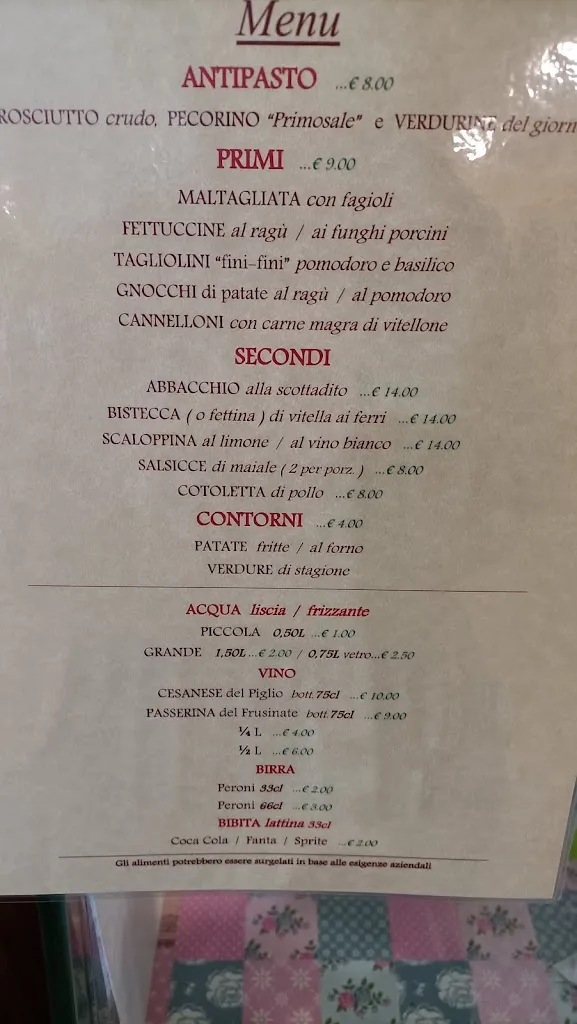 Menu
ANTIPASTO ...€ 8.00
ROSCIUTTO crudo, PECORINO "Primosale" e VERDURINE del giorn
PRIMI ...€ 9.00
MALTAGLIATA con fagioli
FETTUCCINE al ragù / ai funghi porcini
TAGLIOLINI "fini-fini" pomodoro e basilico
GNOCCHI di patate al ragù / al pomodoro
CANNELLONI con carne magra di vitellone
SECONDI
ABBACCHIO alla scottadito ...€ 14.00
BISTECCA ( o fettina ) di vitella ai ferri ...€ 14.00
SCALOPPINA al limone / al vino bianco ...€ 14.00
SALSICCE di maiale ( 2 per porz. ) ...€ 8.00
COTOLETTA di pollo ...€ 8.00
CONTORNI ...€ 4.00
PATATE fritte / al forno
VERDURE di stagione
ACQUA liscia / frizzante
PICCOLA 0,50L ...€ 1.00
GRANDE 1,50L ...€ 2.00 / 0,75L vetro...€ 2.50
VINO
CESANESE del Piglio bott.75cl ...€ 10.00
PASSERINA del Frusinate bott.75cl ...€ 9.00
¼ L ...€ 4.00
½ L ...€ 6.00
BIRRA
Peroni 33cl ...€ 2.00
Peroni 66cl ...€ 3.00
BIBITA lattina 33cl
Coca Cola / Fanta / Sprite ...€ 2.00
Gli alimenti potrebbero essere surgelati in base alle esigenze aziendali